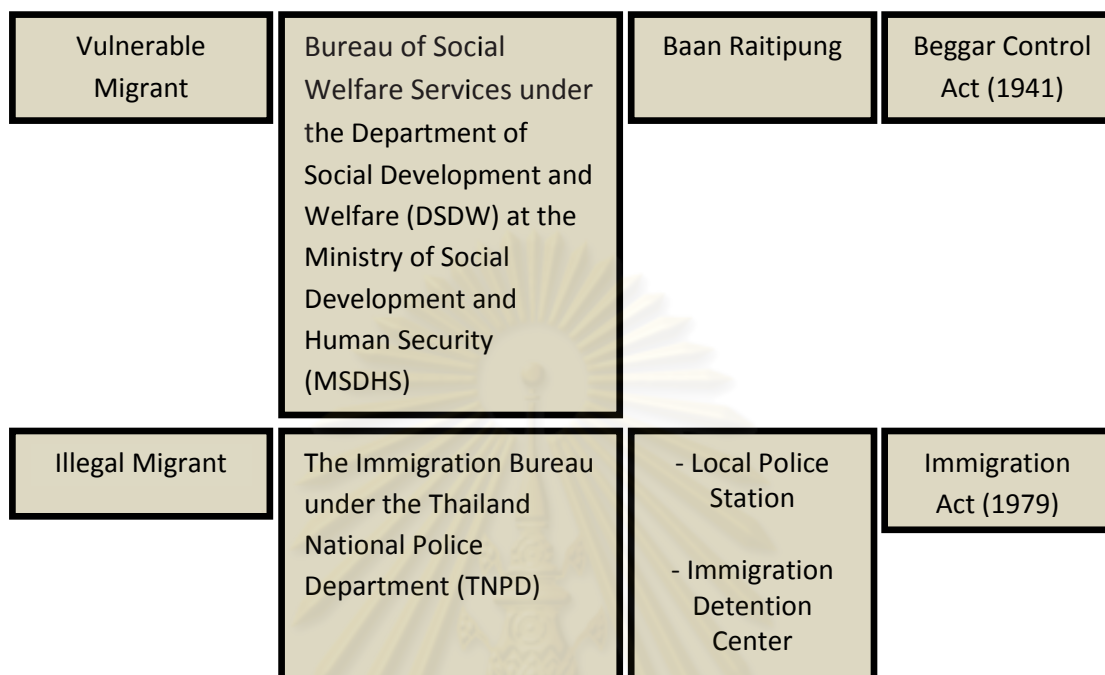 Vulnerable
Migrant
Bureau of Social
Welfare Services under
the Department of
Social Development and
Welfare (DSDW) at the
Ministry of Social
Development and
Human Security
(MSDHS)
Baan Raitipung
Beggar Control
Act (1941)
Illegal Migrant
The Immigration Bureau
under the Thailand
National Police
Department (TNPD)
- Local Police
Station
- Immigration
Detention
Center
Immigration
Act (1979)